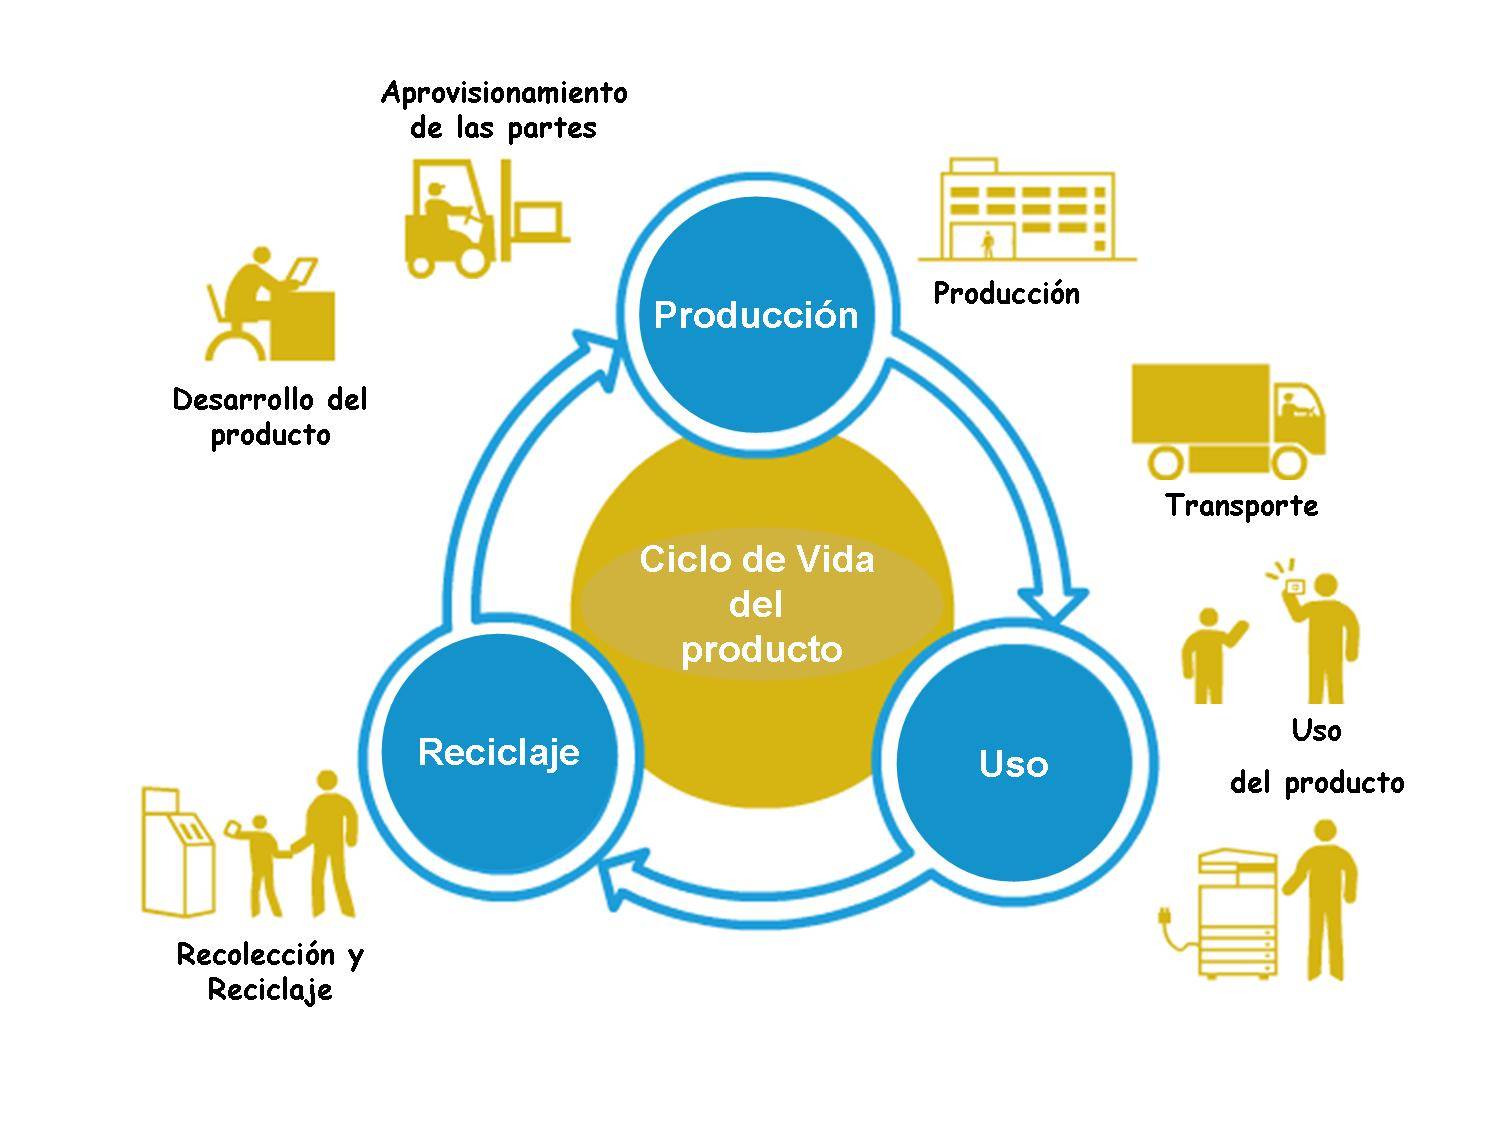 Aprovisionamiento
de las partes
Producción
Producción
Desarrollo del
producto
Transporte
Ciclo de Vida
del
producto
Uso
del producto
Reciclaje
Uso
Recolección y
Reciclaje